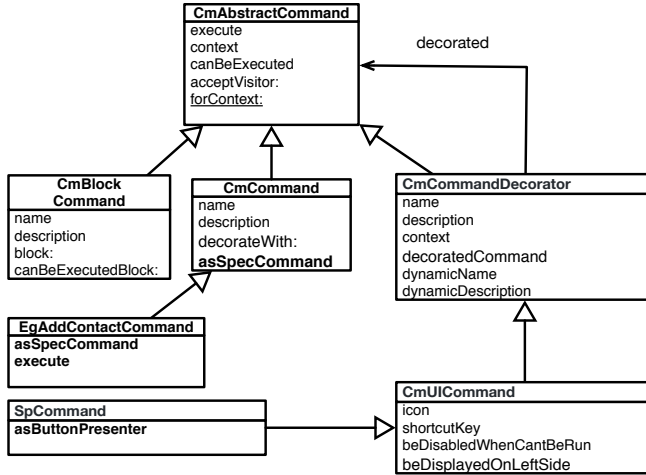 CmAbstractCommand
execute
context
canBeExecuted
acceptVisitor:
forContext:
decorated
CmBlock
Command
name
description
block:
canBeExecutedBlock:
CmCommand
name
description
decorateWith:
asSpecCommand
CmCommandDecorator
name
description
context
decoratedCommand
dynamicName
dynamicDescription
EgAddContactCommand
asSpecCommand
execute
SpCommand
asButtonPresenter
CmUICommand
icon
shortcutKey
beDisabledWhenCantBeRun
beDisplayedOnLeftSide